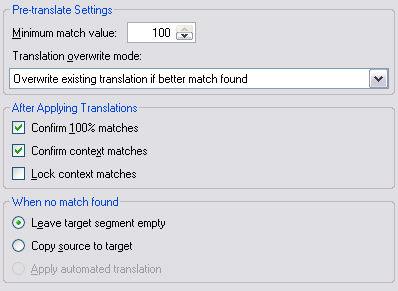 Pre-translate Settings
Minimum match value: 100
Translation overwrite mode:
Overwrite existing translation if better match found
After Applying Translations
Confirm 100% matches
Confirm context matches
Lock context matches
When no match found
Leave target segment empty
Copy source to target
Apply automated translation